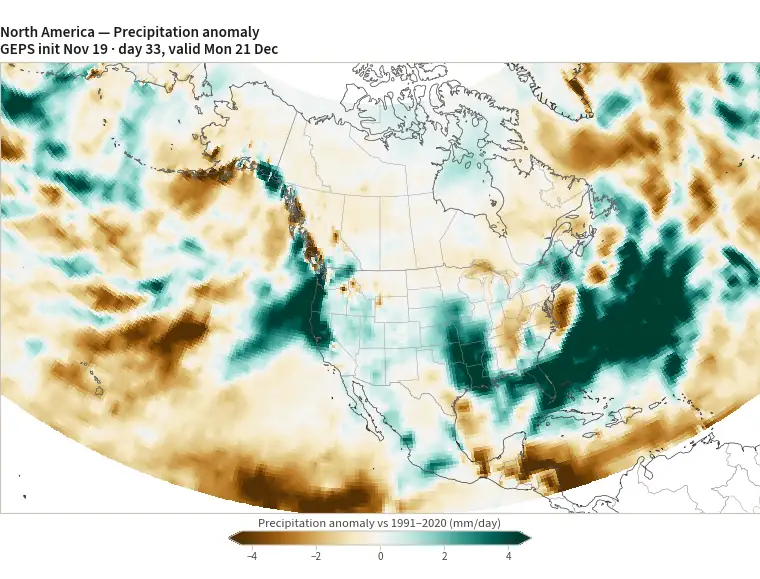 North America — Precipitation anomaly
GEPS init Nov 19 · day 33, valid Mon 21 Dec
Precipitation anomaly vs 1991–2020 (mm/day)
−4 −2 0 2 4